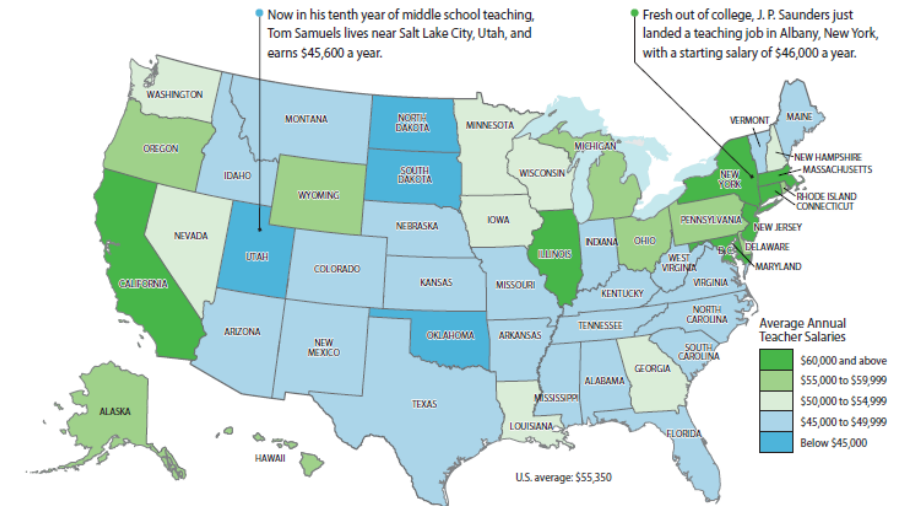 Now in his tenth year of middle school teaching,
Tom Samuels lives near Salt Lake City, Utah, and
earns $45,600 a year.
Fresh out of college, J. P. Saunders just
landed a teaching job in Albany, New York,
with a starting salary of $46,000 a year.
WASHINGTON
OREGON
CALIFORNIA
NEVADA
IDAHO
MONTANA
WYOMING
UTAH
COLORADO
ARIZONA
NEW
MEXICO
NORTH
DAKOTA
SOUTH
DAKOTA
NEBRASKA
KANSAS
OKLAHOMA
TEXAS
MINNESOTA
IOWA
MISSOURI
ARKANSAS
LOUISIANA
WISCONSIN
ILLINOIS
MICHIGAN
INDIANA
OHIO
KENTUCKY
TENNESSEE
MISSISSIPPI
ALABAMA
GEORGIA
FLORIDA
SOUTH
CAROLINA
NORTH
CAROLINA
VIRGINIA
WEST
VIRGINIA
PENNSYLVANIA
NEW
YORK
VERMONT
MAINE
NEW HAMPSHIRE
MASSACHUSETTS
RHODE ISLAND
CONNECTICUT
NEW JERSEY
DELAWARE
MARYLAND
D.C.
ALASKA
HAWAII
Average Annual
Teacher Salaries
$60,000 and above
$55,000 to $59,999
$50,000 to $54,999
$45,000 to $49,999
Below $45,000
U.S. average: $55,350